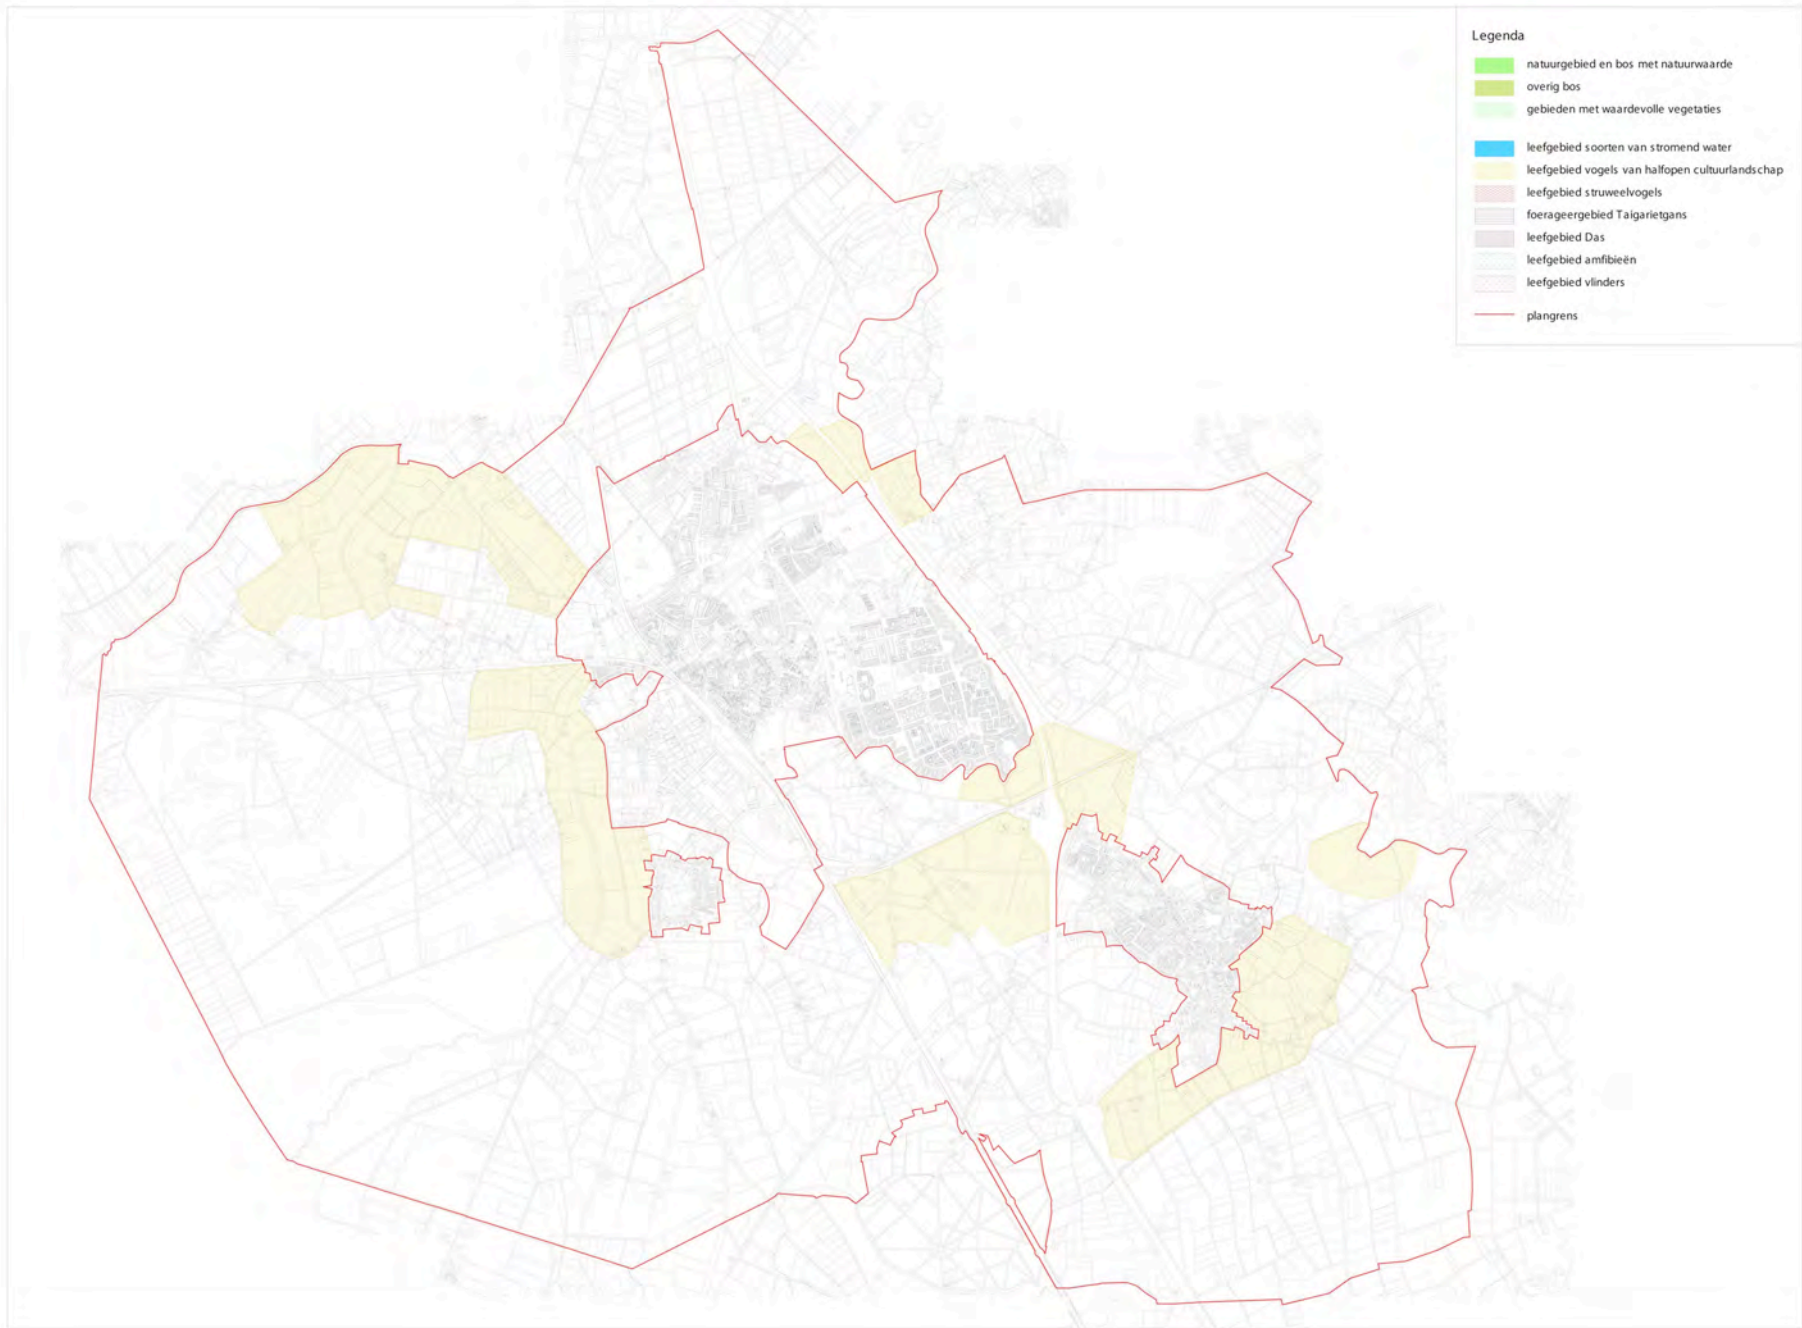 Legenda
natuurgebied en bos met natuurwaarde
overig bos
gebieden met waardevolle vegetaties
leefgebied soorten van stromend water
leefgebied vogels van halfopen cultuurlandschap
leefgebied struweelvogels
foerageergebied Taigarietgans
leefgebied Das
leefgebied amfibieën
leefgebied vlinders
plangrens